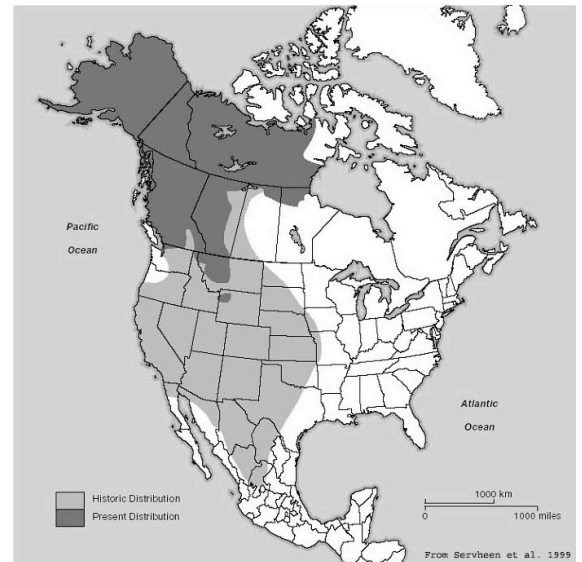 Pacific
Ocean
Atlantic
Ocean
Historic Distribution
Present Distribution
1000 km
0
1000 miles
From Servheen et al. 1999